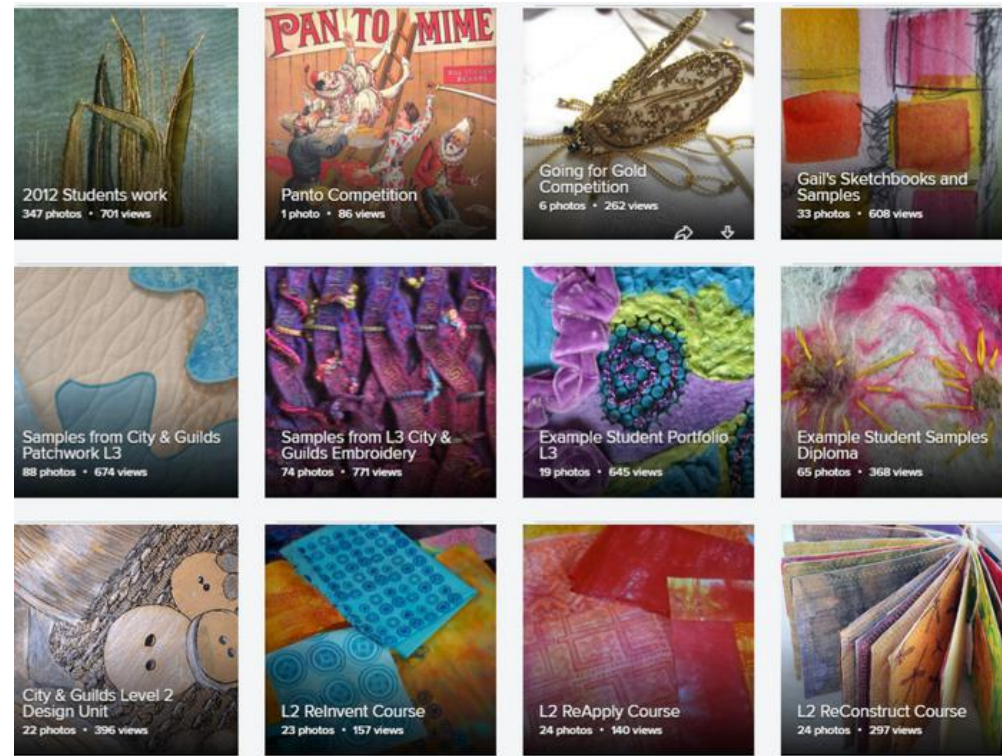 PANTOMIME
2012 Students work
347 photos • 701 views
Panto Competition
1 photo • 86 views
Going for Gold
Competition
6 photos • 262 views
Gail's Sketchbooks and
Samples
33 photos • 608 views
Samples from City & Guilds
Patchwork L3
88 photos • 674 views
Samples from L3 City &
Guilds Embroidery
74 photos • 771 views
Example Student Portfolio
L3
19 photos • 645 views
Example Student Samples
Diploma
65 photos • 368 views
City & Guilds Level 2
Design Unit
22 photos • 396 views
L2 ReInvent Course
23 photos • 157 views
L2 ReApply Course
24 photos • 140 views
L2 ReConstruct Course
24 photos • 297 views